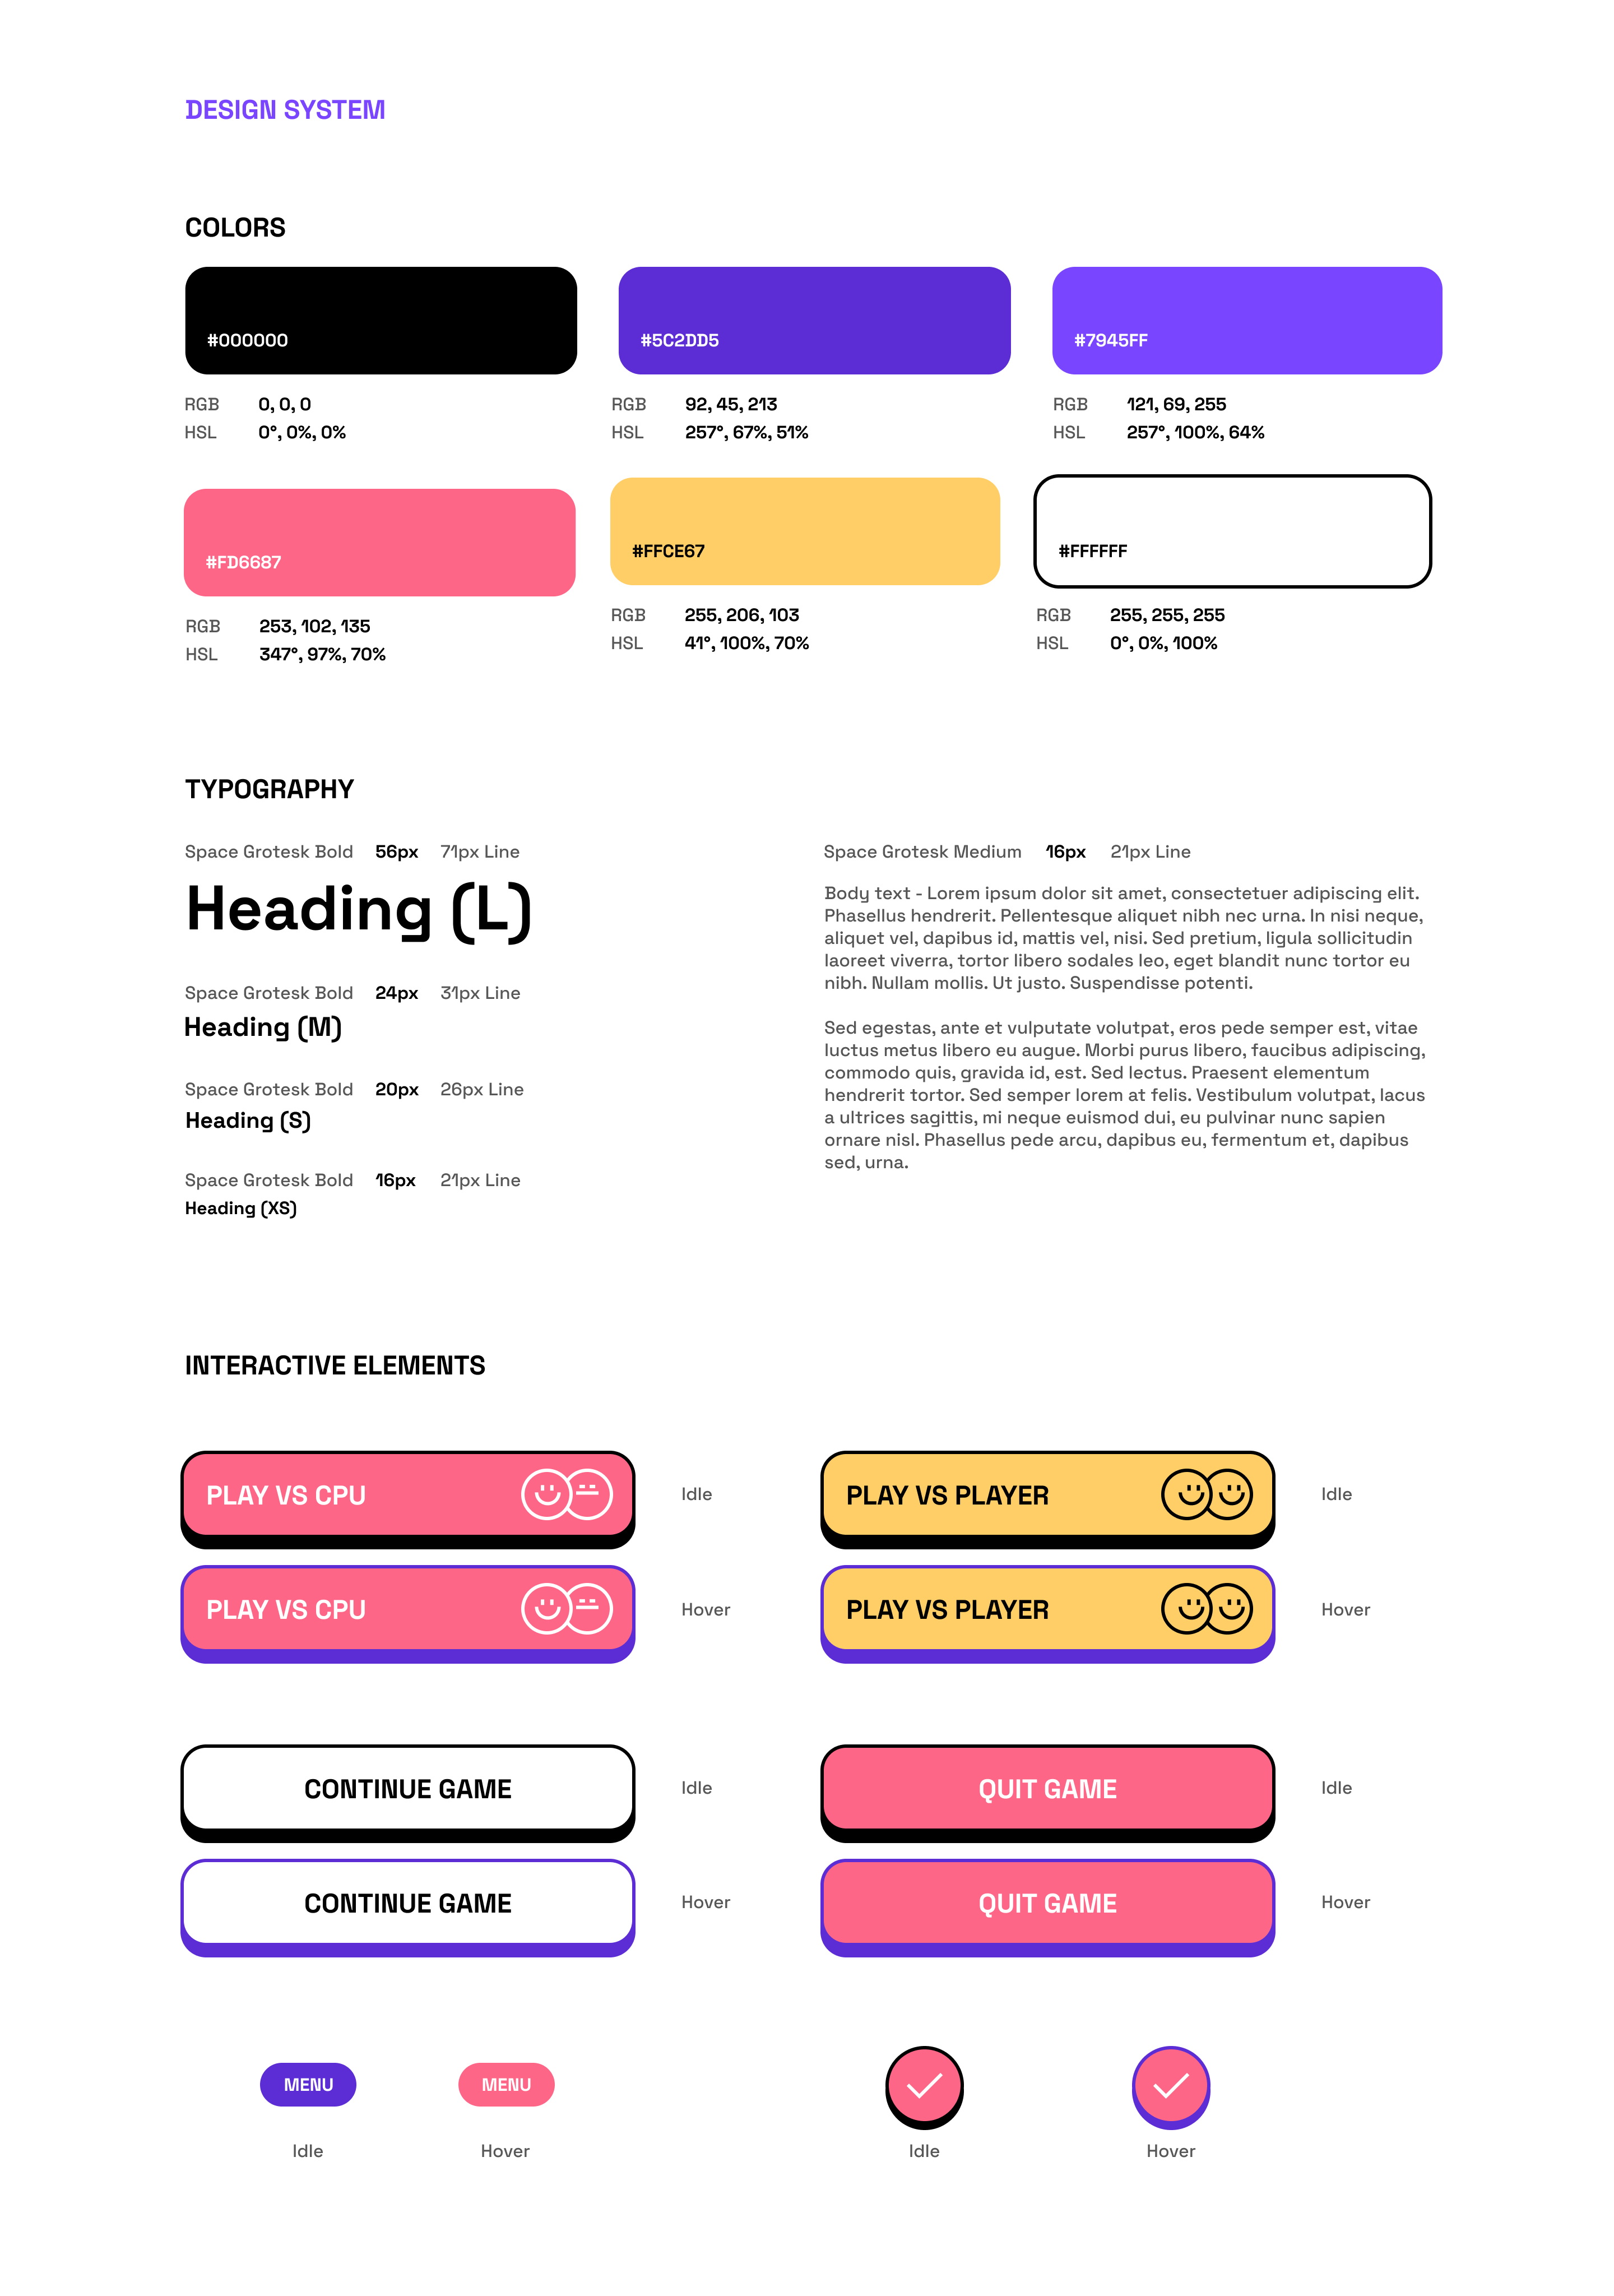 DESIGN SYSTEM
COLORS
#000000
#5C2DD5
#7945FF
RGB 0, 0, 0
HSL 0°, 0%, 0%
RGB 92, 45, 213
HSL 257°, 67%, 51%
RGB 121, 69, 255
HSL 257°, 100%, 64%
#FD6687
#FFCE67
#FFFFFF
RGB 253, 102, 135
HSL 347°, 97%, 70%
RGB 255, 206, 103
HSL 41°, 100%, 70%
RGB 255, 255, 255
HSL 0°, 0%, 100%
TYPOGRAPHY
Space Grotesk Bold 56px 71px Line
Heading (L)
Space Grotesk Bold 24px 31px Line
Heading (M)
Space Grotesk Bold 20px 26px Line
Heading (S)
Space Grotesk Bold 16px 21px Line
Heading (XS)
Space Grotesk Medium 16px 21px Line
Body text - Lorem ipsum dolor sit amet, consectetuer adipiscing elit.
Phasellus hendrerit. Pellentesque aliquet nibh nec urna. In nisi neque,
aliquet vel, dapibus id, mattis vel, nisi. Sed pretium, ligula sollicitudin
laoreet viverra, tortor libero sodales leo, eget blandit nunc tortor eu
nibh. Nullam mollis. Ut justo. Suspendisse potenti.
Sed egestas, ante et vulputate volutpat, eros pede semper est, vitae
luctus metus libero eu augue. Morbi purus libero, faucibus adipiscing,
commodo quis, gravida id, est. Sed lectus. Praesent elementum
hendrerit tortor. Sed semper lorem at felis. Vestibulum volutpat, lacus
a ultrices sagittis, mi neque euismod dui, eu pulvinar nunc sapien
ornare nisl. Phasellus pede arcu, dapibus eu, fermentum et, dapibus
sed, urna.
INTERACTIVE ELEMENTS
PLAY VS CPU
Idle
PLAY VS PLAYER
Idle
PLAY VS CPU
Hover
PLAY VS PLAYER
Hover
CONTINUE GAME
Idle
QUIT GAME
Idle
CONTINUE GAME
Hover
QUIT GAME
Hover
MENU
MENU
Idle
Hover
Idle
Hover